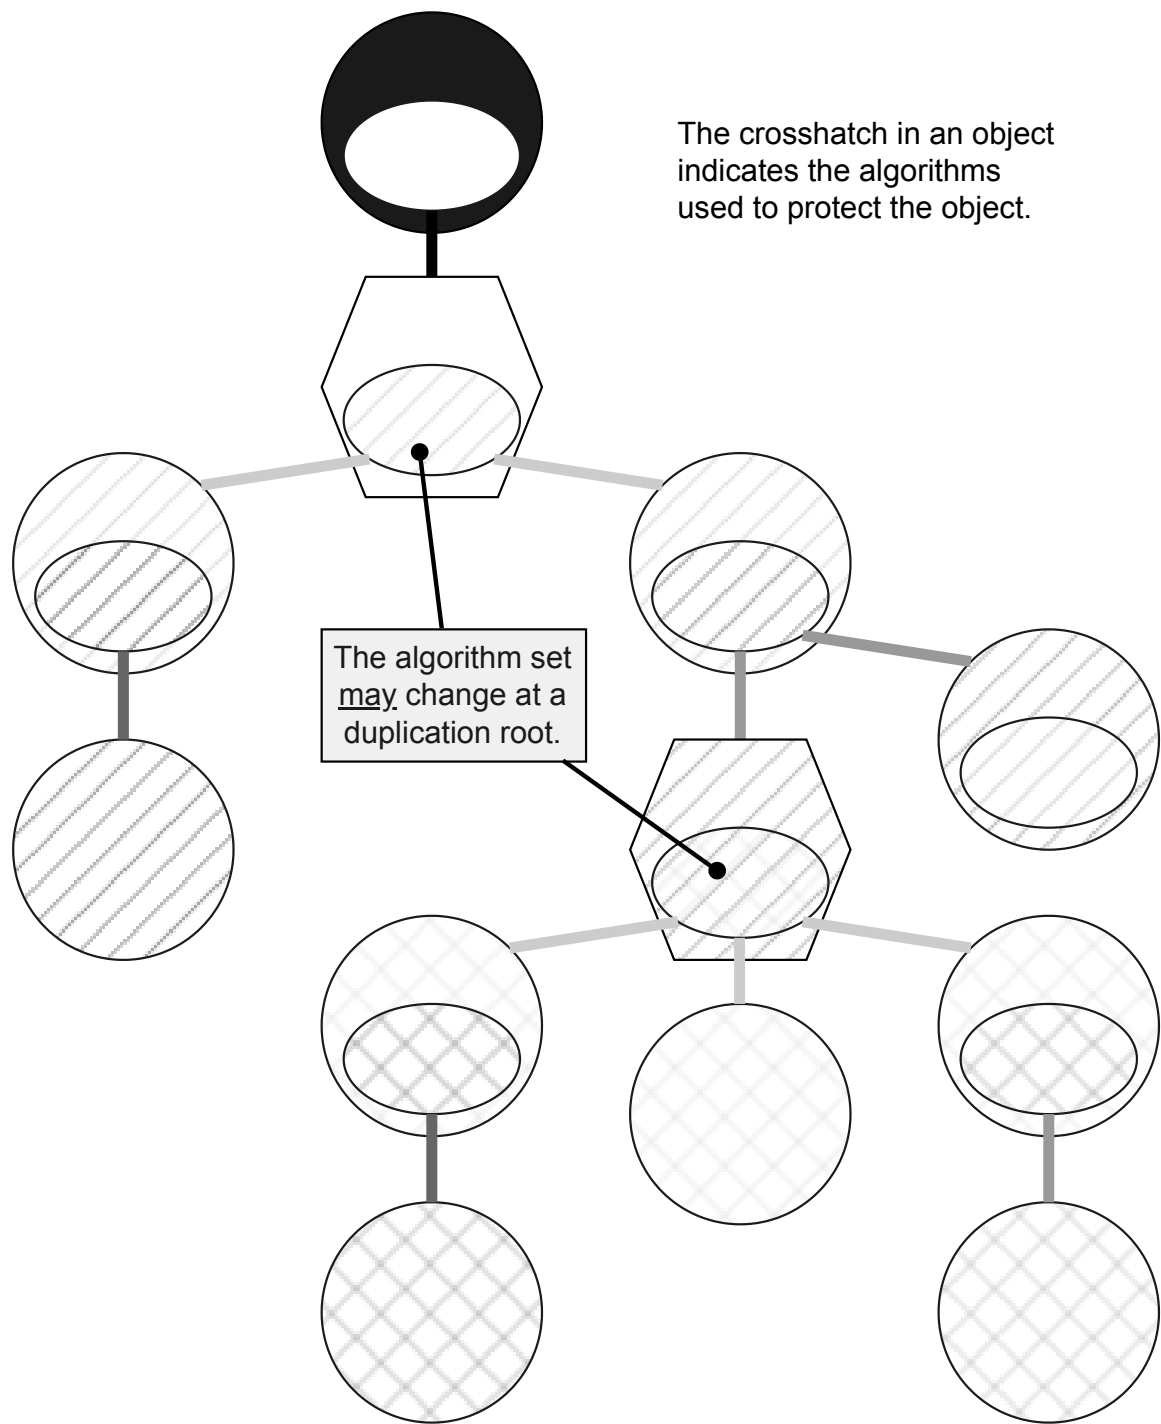 The crosshatch in an object
indicates the algorithms
used to protect the object.
The algorithm set
may change at a
duplication root.